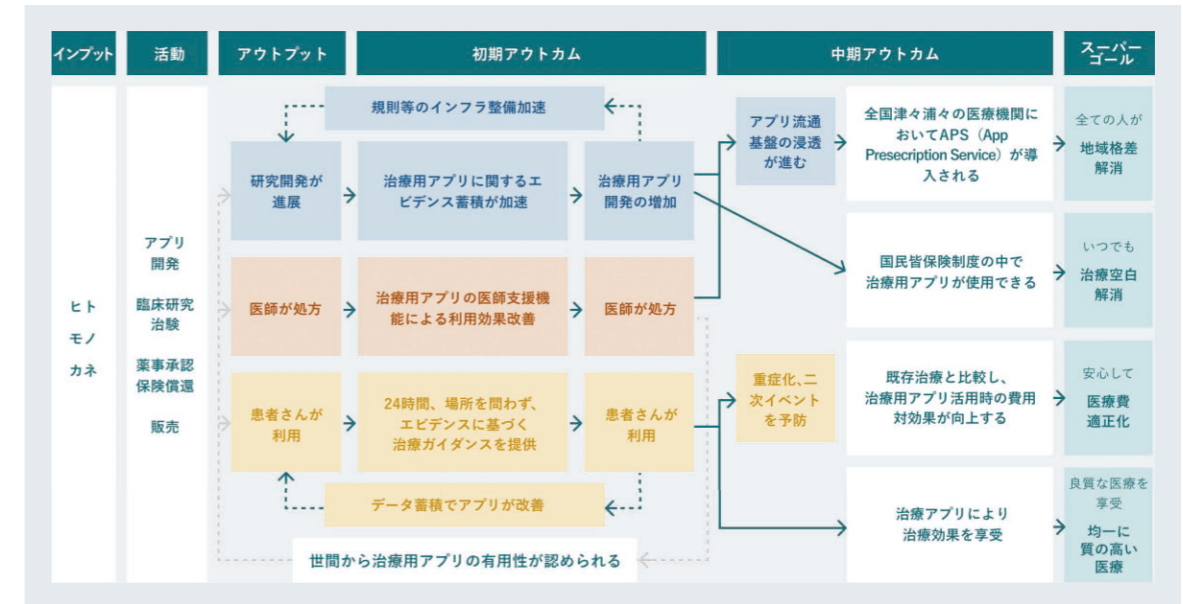 インプット
活動
アウトプット
初期アウトカム
中期アウトカム
スーパー
ゴール
ヒト
モノ
カネ
アプリ
開発
臨床研究
治験
薬事承認
保険償還
販売
規則等のインフラ整備加速
研究開発が
進展
治療用アプリに関するエ
ビデンス蓄積が加速
治療用アプリ
開発の増加
医師が処方
治療用アプリの医師支援機
能による利用効果改善
医師が処方
患者さんが
利用
24時間、場所を問わず、
エビデンスに基づく
治療ガイダンスを提供
患者さんが
利用
データ蓄積でアプリが改善
世間から治療用アプリの有用性が認められる
アプリ流通
基盤の浸透
が進む
全国津々浦々の医療機関に
おいてAPS（App
Presecription Service）が導
入される
国民皆保険制度の中で
治療用アプリが使用できる
重症化、二
次イベント
を予防
既存治療と比較し、
治療用アプリ活用時の費用
対効果が向上する
治療アプリにより
治療効果を享受
全ての人が
地域格差
解消
いつでも
治療空白
解消
安心して
医療費
適正化
良質な医療を
享受
均一に
質の高い
医療